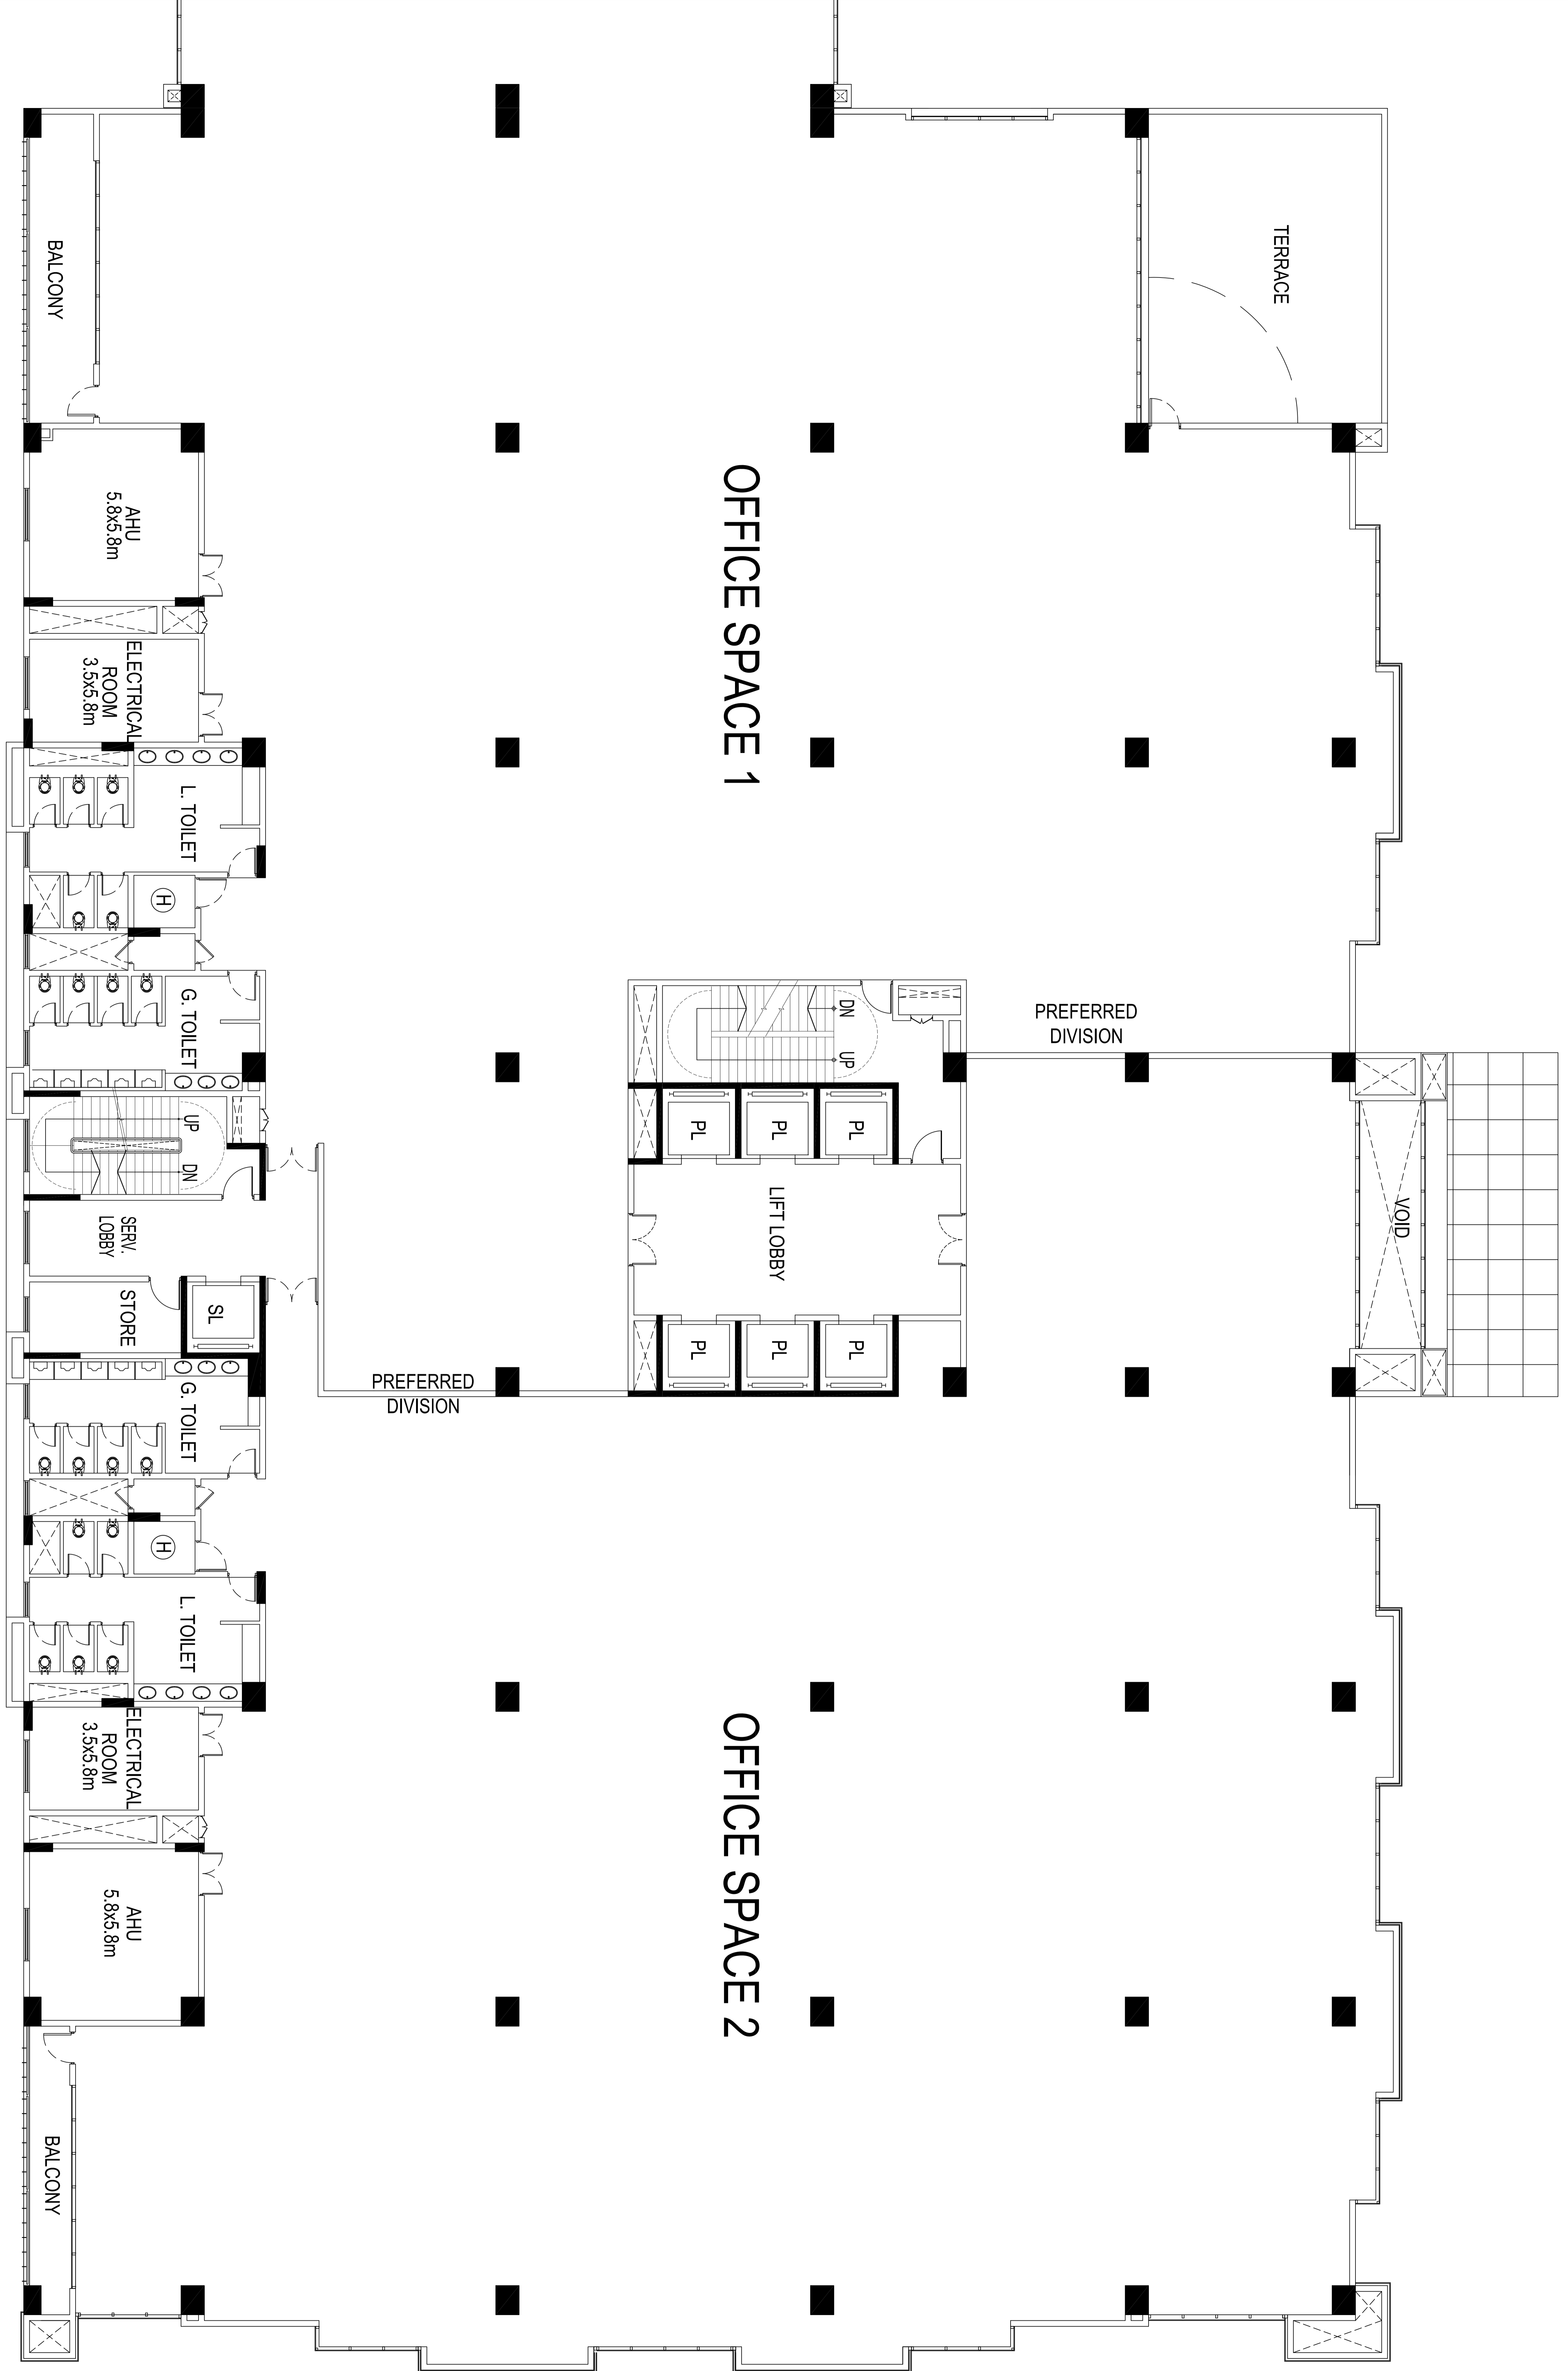 TERRACE
BALCONY
OFFICE SPACE 1
AHU
5.8x5.8m
ELECTRICAL
ROOM
3.5x5.8m
L. TOILET
H
G. TOILET
DN
UP
PREFERRED
DIVISION
UP
DN
PL
PL
PL
VOID
LIFT LOBBY
SERV.
LOBBY
STORE
SL
PL
PL
PL
PREFERRED
DIVISION
G. TOILET
H
L. TOILET
ELECTRICAL
ROOM
3.5x5.8m
OFFICE SPACE 2
AHU
5.8x5.8m
BALCONY